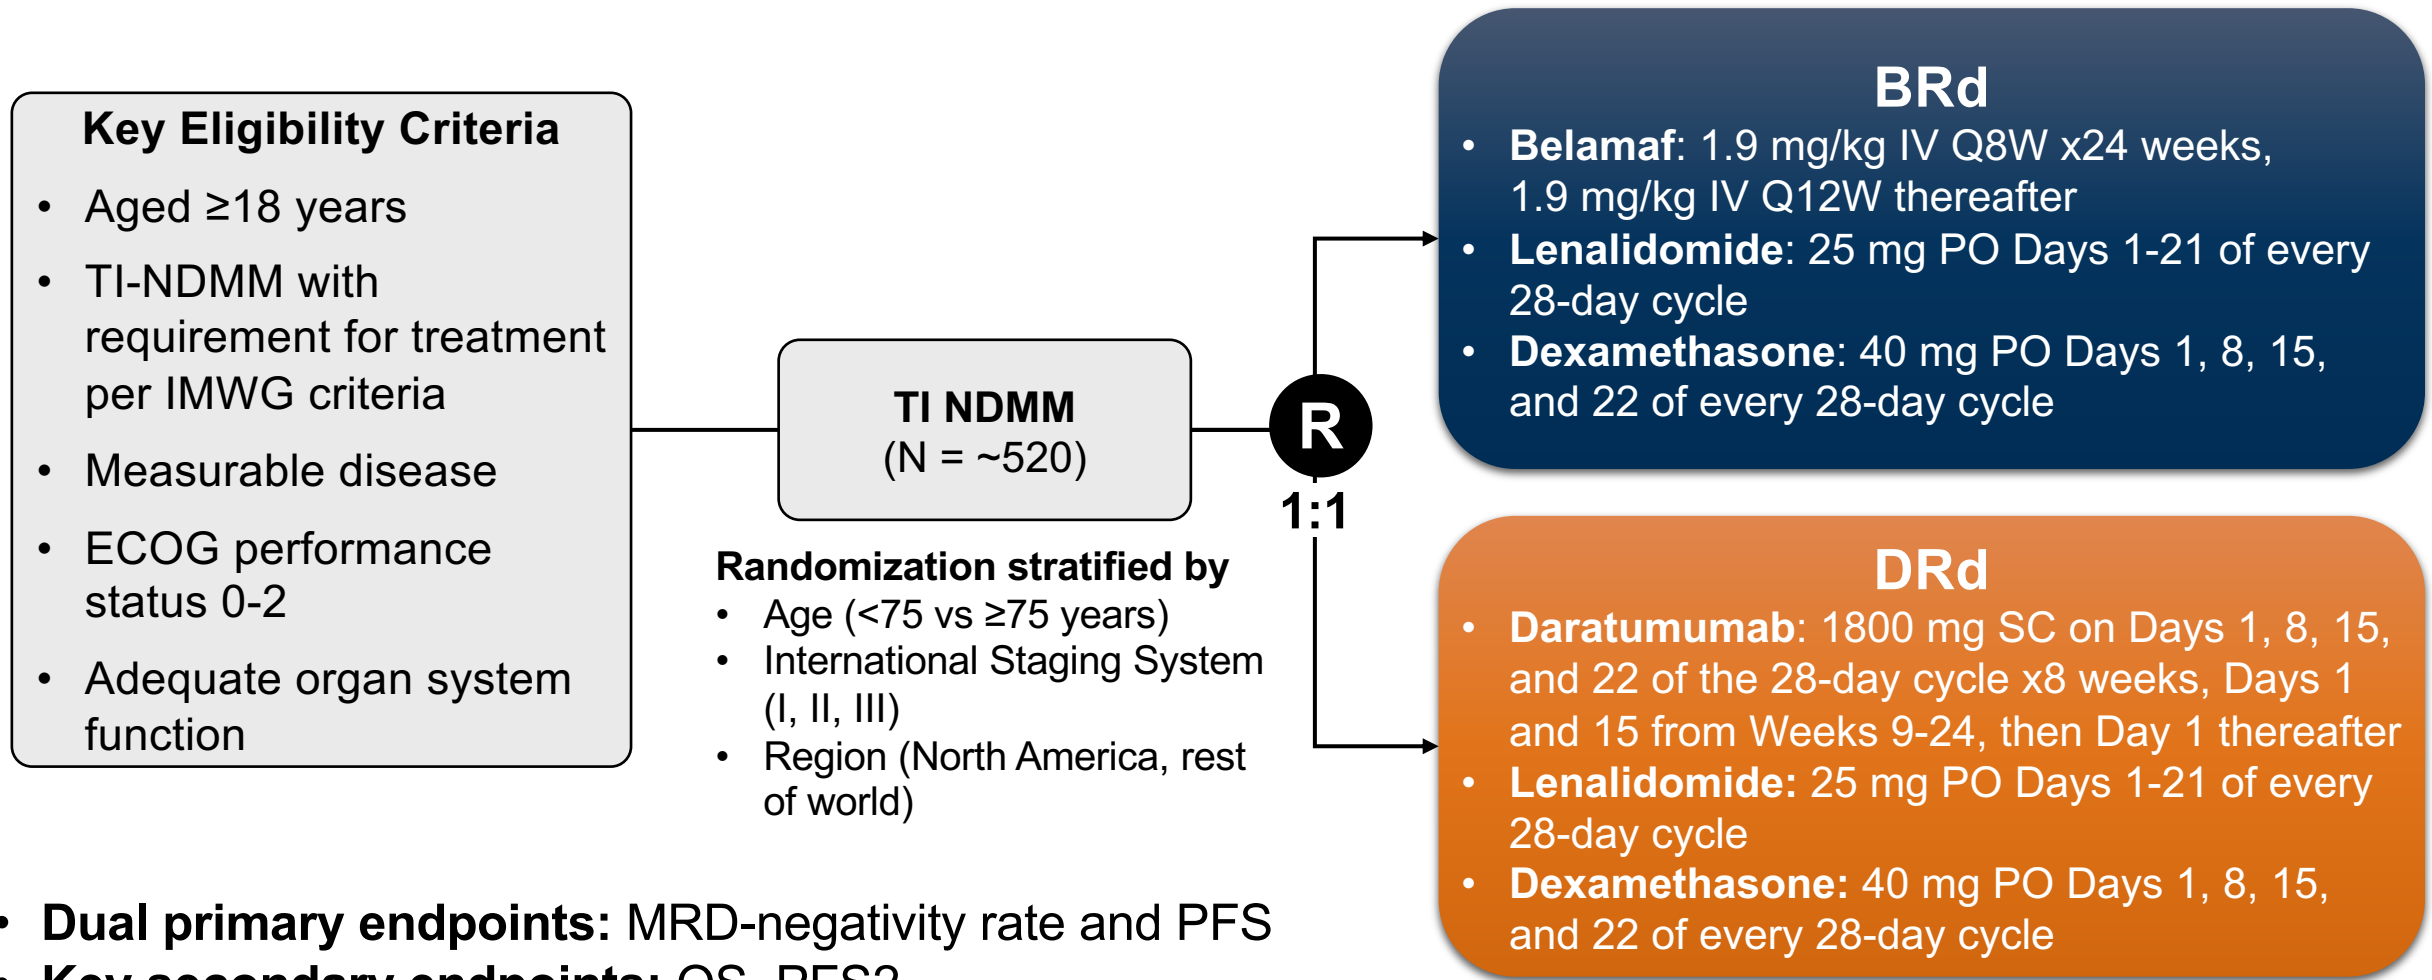 Key Eligibility Criteria
• Aged ≥18 years
• TI-NDMM with
requirement for treatment
per IMWG criteria
• Measurable disease
• ECOG performance
status 0-2
• Adequate organ system
function
TI NDMM
(N = ~520)
Randomization stratified by
• Age (<75 vs ≥75 years)
• International Staging System
(I, II, III)
• Region (North America, rest
of world)
R
1:1
BRd
• Belamaf: 1.9 mg/kg IV Q8W x24 weeks,
1.9 mg/kg IV Q12W thereafter
• Lenalidomide: 25 mg PO Days 1-21 of every
28-day cycle
• Dexamethasone: 40 mg PO Days 1, 8, 15,
and 22 of every 28-day cycle
DRd
• Daratumumab: 1800 mg SC on Days 1, 8, 15,
and 22 of the 28-day cycle x8 weeks, Days 1
and 15 from Weeks 9-24, then Day 1 thereafter
• Lenalidomide: 25 mg PO Days 1-21 of every
28-day cycle
• Dexamethasone: 40 mg PO Days 1, 8, 15,
and 22 of every 28-day cycle
• Dual primary endpoints: MRD-negativity rate and PFS
• Key secondary endpoints: OS, PFS2